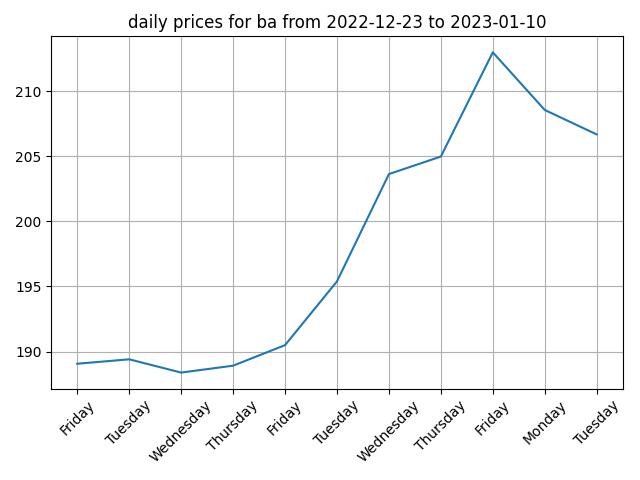 daily prices for ba from 2022-12-23 to 2023-01-10
210
205
200
195
190
Friday
Tuesday
Wednesday
Thursday
Friday
Tuesday
Wednesday
Thursday
Friday
Monday
Tuesday